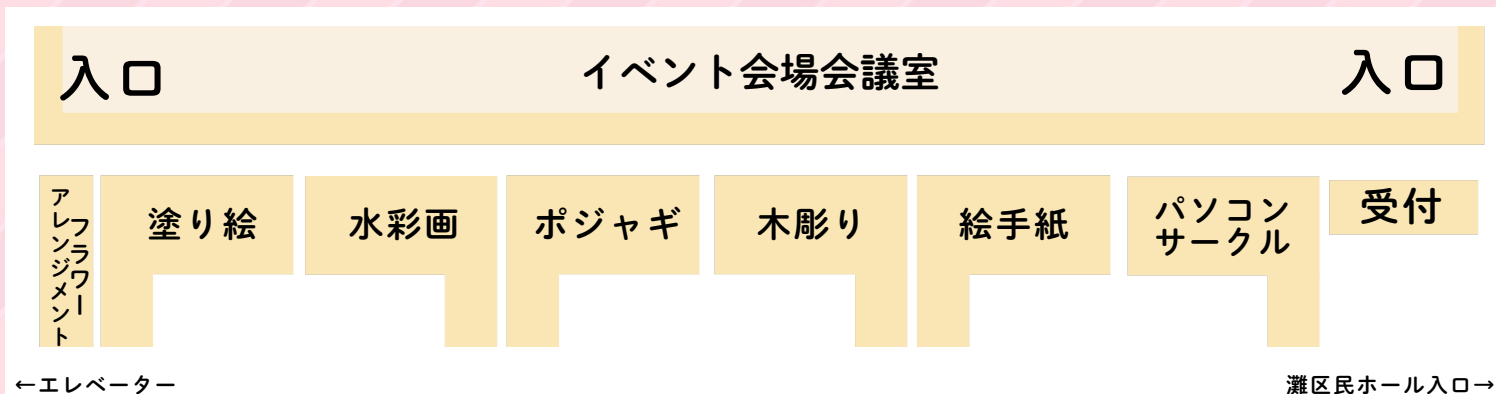 入口
イベント会場会議室
入口
フラワー
アレンジメント
塗り絵
水彩画
ポジャギ
木彫り
絵手紙
パソコン
サークル
受付
←エレベーター
灘区民ホール入口→